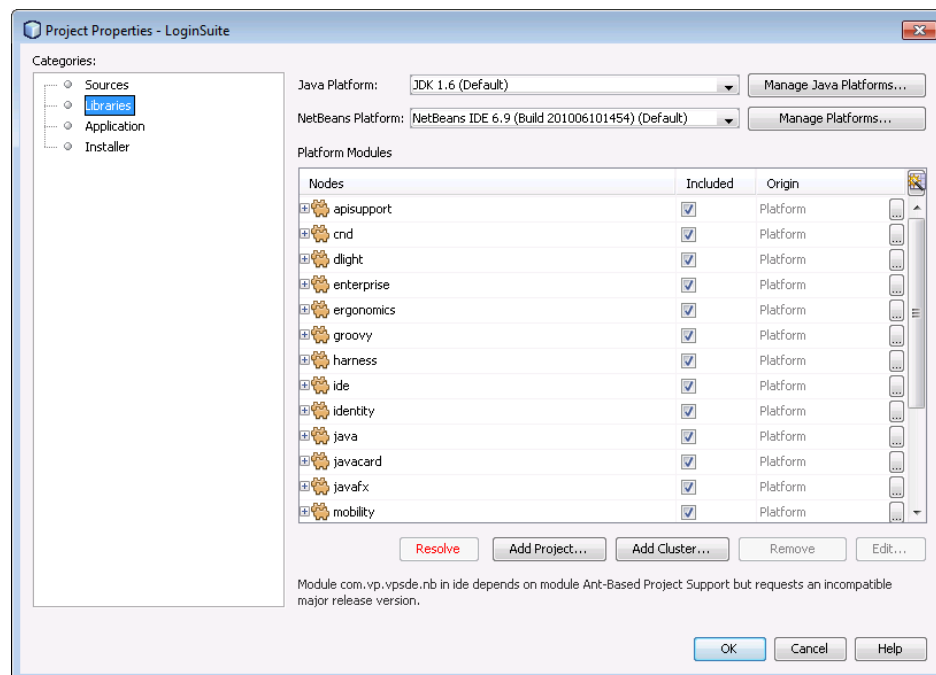 Project Properties - LoginSuite
Categories:
Sources
Libraries
Application
Installer
Java Platform: JDK 1.6 (Default) Manage Java Platforms...
NetBeans Platform: NetBeans IDE 6.9 (Build 201006101454) (Default) Manage Platforms...
Platform Modules
Nodes Included Origin
apisupport Platform ...
cnd Platform ...
dlight Platform ...
enterprise Platform ...
ergonomics Platform ...
groovy Platform ...
harness Platform ...
ide Platform ...
identity Platform ...
java Platform ...
javacard Platform ...
javafx Platform ...
mobility Platform ...
Resolve Add Project... Add Cluster... Remove Edit...
Module com.vp.vpsde.nb in ide depends on module Ant-Based Project Support but requests an incompatible
major release version.
OK Cancel Help